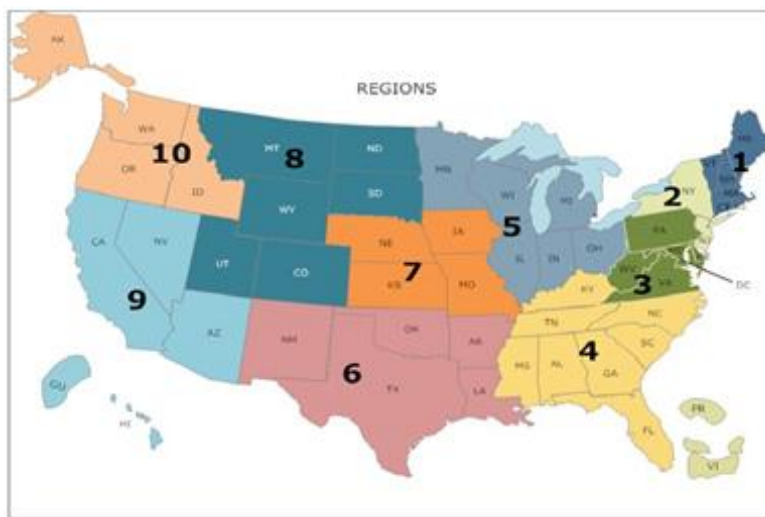 AK
REGIONS
WA
MT
ND
ME
VT
NH
10
8
1
OR
ID
MN
WI
MI
NY
MA
2
SD
WY
CT
5
PA
CA
NV
NE
IA
OH
UT
CO
7
IL
IN
WV
KS
MO
KY
3
VA
DC
9
NC
TN
AZ
NM
OK
AR
4
SC
6
MS
AL
GA
TX
LA
GU
HI
FL
PR
VI